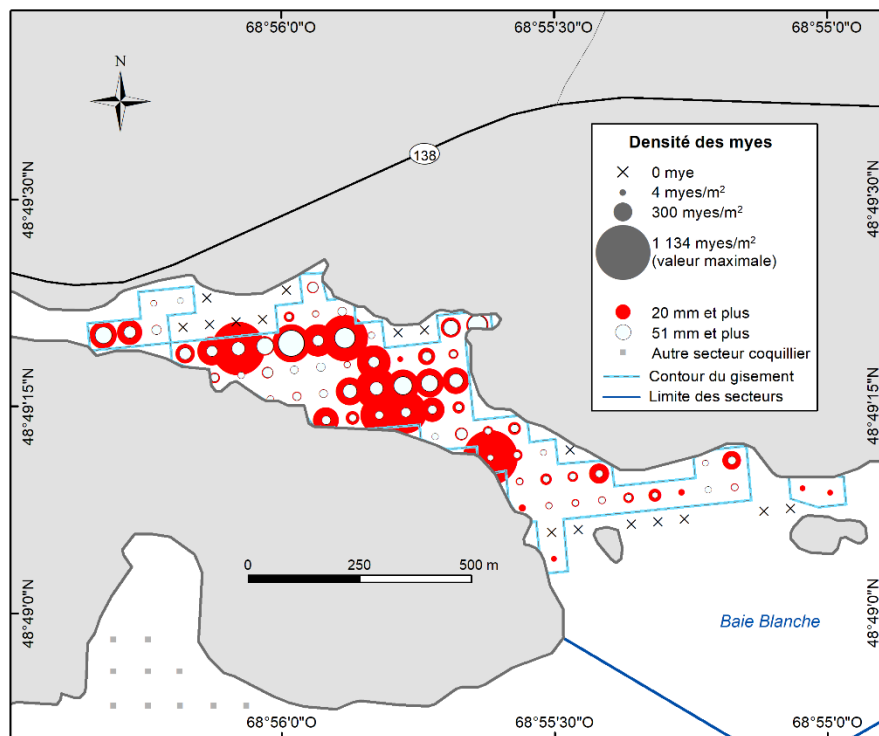 68°56'0"O 68°55'30"O 68°55'0"O
N
138
48°49'30"N
48°49'15"N
48°49'0"N
Densité des myes
0 mye
4 myes/m²
300 myes/m²
1 134 myes/m²
(valeur maximale)
20 mm et plus
51 mm et plus
Autre secteur coquillier
Contour du gisement
Limite des secteurs
48°49'30"N
48°49'15"N
48°49'0"N
0 250 500 m
Baie Blanche
68°56'0"O 68°55'30"O 68°55'0"O